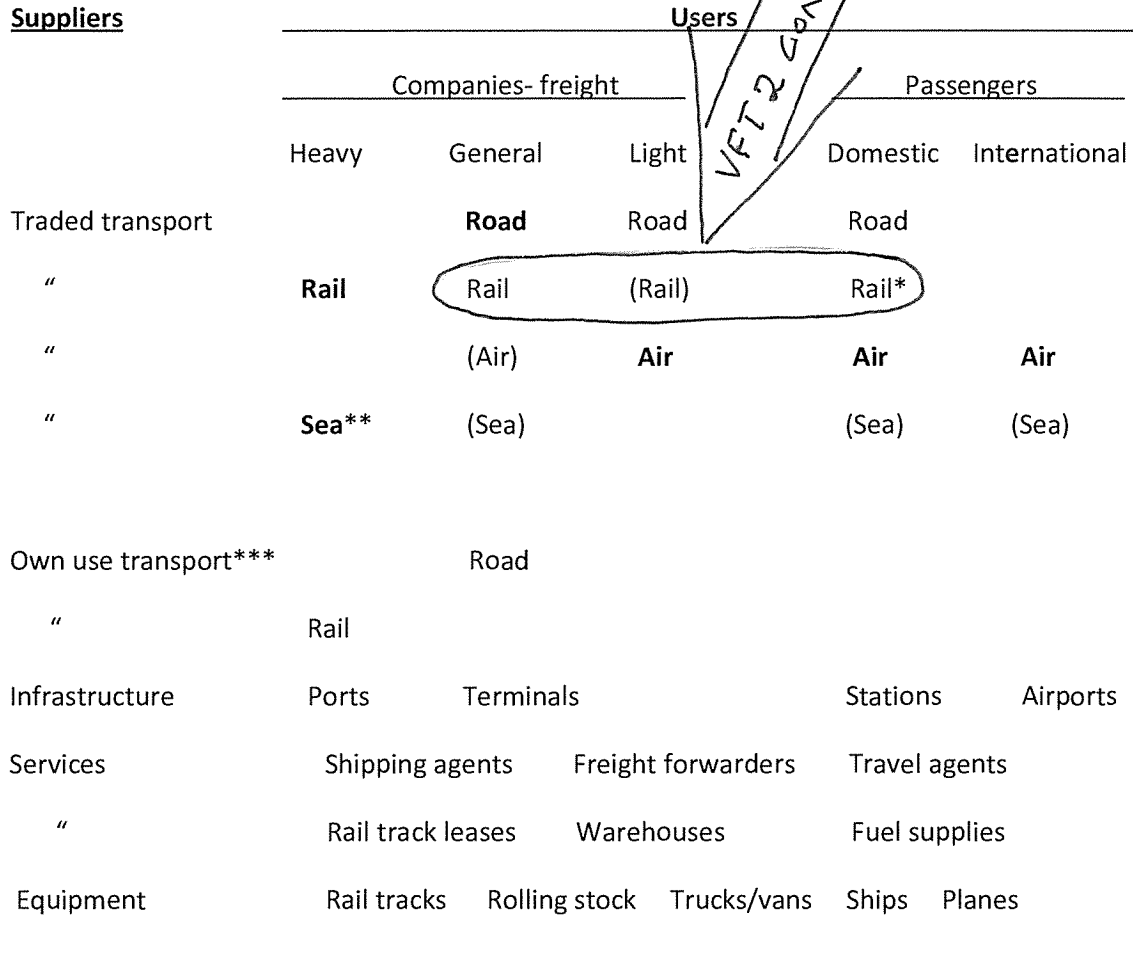 Suppliers Users
VFT 2
Companies- freight Passengers
Heavy General Light Domestic International
Traded transport Road Road Road
“ Rail Rail (Rail) Rail*
“ (Air) Air Air Air
“ Sea** (Sea) (Sea) (Sea)
Own use transport*** Road
“ Rail
Infrastructure Ports Terminals Stations Airports
Services Shipping agents Freight forwarders Travel agents
“ Rail track leases Warehouses Fuel supplies
Equipment Rail tracks Rolling stock Trucks/vans Ships Planes